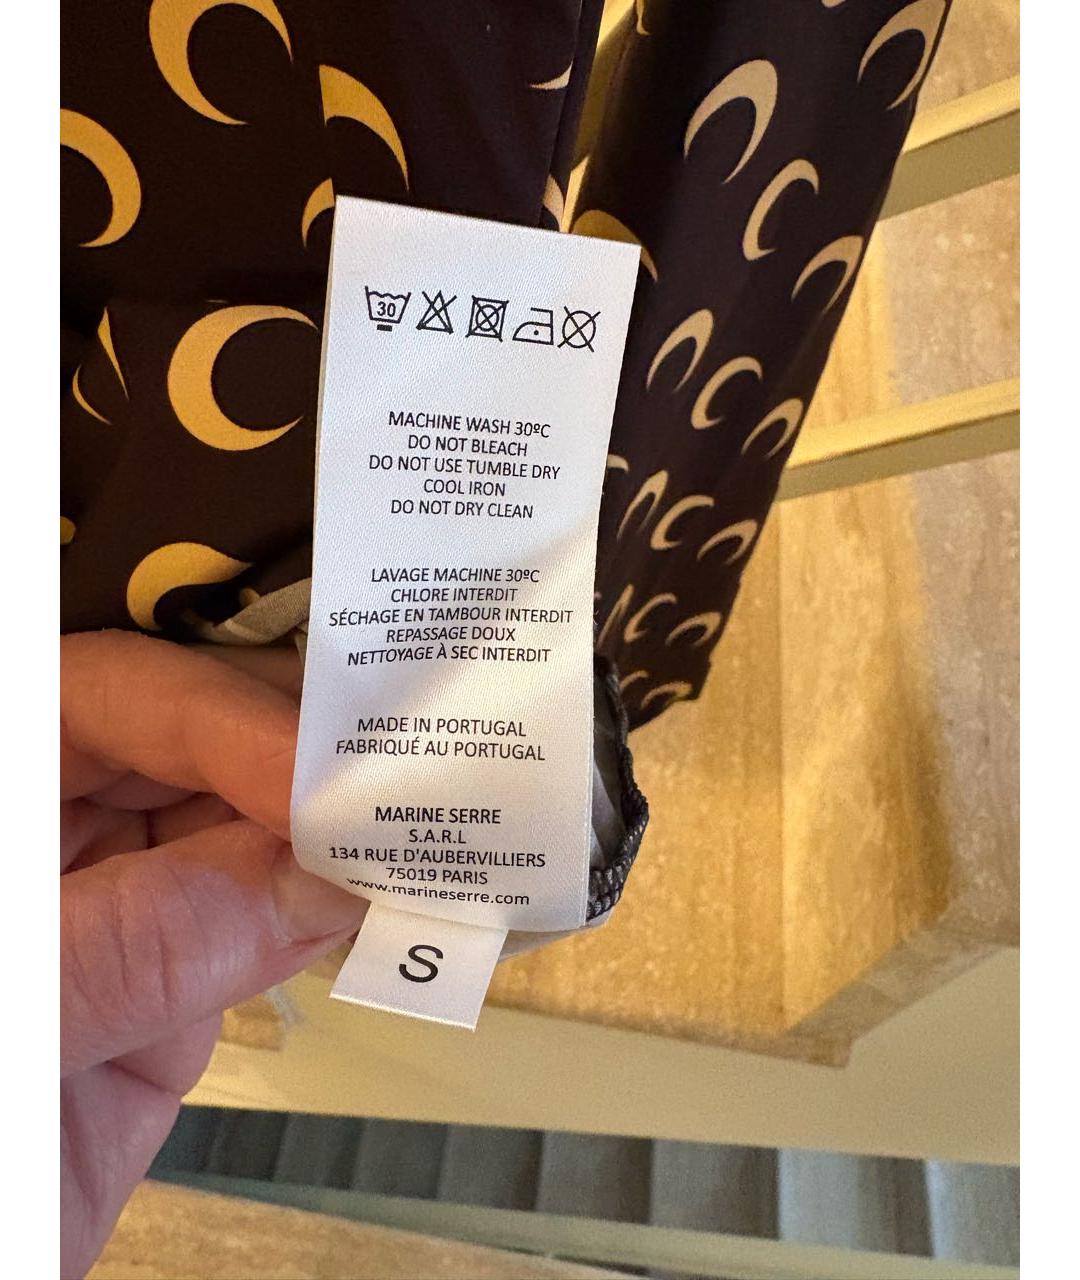 30
MACHINE WASH 30ºC
DO NOT BLEACH
DO NOT USE TUMBLE DRY
COOL IRON
DO NOT DRY CLEAN
LAVAGE MACHINE 30ºC
CHLORE INTERDIT
SÉCHAGE EN TAMBOUR INTERDIT
REPASSAGE DOUX
NETTOYAGE À SEC INTERDIT
MADE IN PORTUGAL
FABRIQUÉ AU PORTUGAL
MARINE SERRE
S.A.R.L
134 RUE D'AUBERVILLIERS
75019 PARIS
www.marineserre.com
S